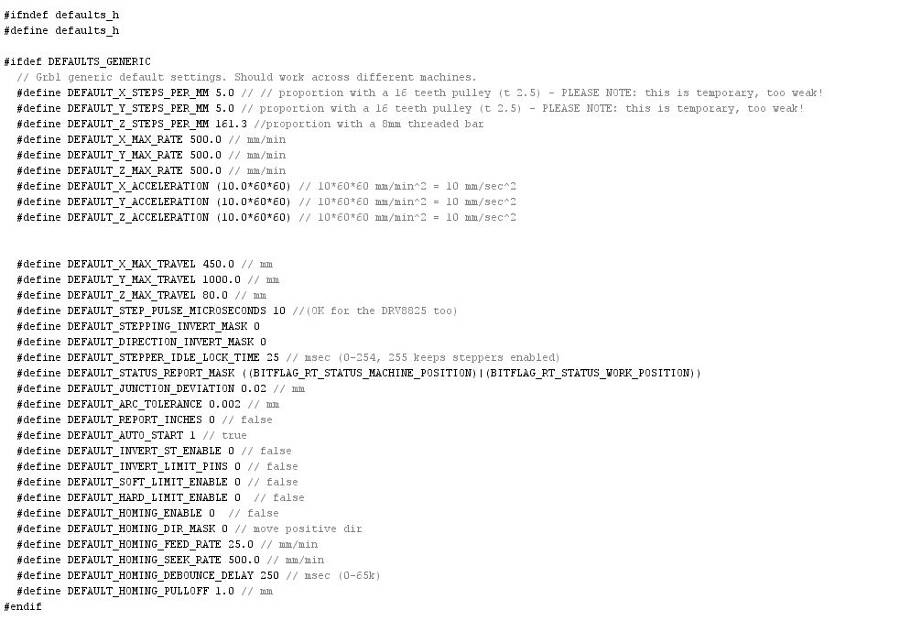 #ifndef defaults_h
#define defaults_h
#ifdef DEFAULTS_GENERIC
// Grbl generic default settings. Should work across different machines.
#define DEFAULT_X_STEPS_PER_MM 5.0 // // proportion with a 16 teeth pulley (t 2.5) - PLEASE NOTE: this is temporary, too weak!
#define DEFAULT_Y_STEPS_PER_MM 5.0 // proportion with a 16 teeth pulley (t 2.5) - PLEASE NOTE: this is temporary, too weak!
#define DEFAULT_Z_STEPS_PER_MM 161.3 //proportion with a 8mm threaded bar
#define DEFAULT_X_MAX_RATE 500.0 // mm/min
#define DEFAULT_Y_MAX_RATE 500.0 // mm/min
#define DEFAULT_Z_MAX_RATE 500.0 // mm/min
#define DEFAULT_X_ACCELERATION (10.0*60*60) // 10*60*60 mm/min^2 = 10 mm/sec^2
#define DEFAULT_Y_ACCELERATION (10.0*60*60) // 10*60*60 mm/min^2 = 10 mm/sec^2
#define DEFAULT_Z_ACCELERATION (10.0*60*60) // 10*60*60 mm/min^2 = 10 mm/sec^2
#define DEFAULT_X_MAX_TRAVEL 450.0 // mm
#define DEFAULT_Y_MAX_TRAVEL 1000.0 // mm
#define DEFAULT_Z_MAX_TRAVEL 80.0 // mm
#define DEFAULT_STEP_PULSE_MICROSECONDS 10 //(OK for the DRV8825 too)
#define DEFAULT_STEPPING_INVERT_MASK 0
#define DEFAULT_DIRECTION_INVERT_MASK 0
#define DEFAULT_STEPPER_IDLE_LOCK_TIME 25 // msec (0-254, 255 keeps steppers enabled)
#define DEFAULT_STATUS_REPORT_MASK ((BITFLAG_RT_STATUS_MACHINE_POSITION)|(BITFLAG_RT_STATUS_WORK_POSITION))
#define DEFAULT_JUNCTION_DEVIATION 0.02 // mm
#define DEFAULT_ARC_TOLERANCE 0.002 // mm
#define DEFAULT_REPORT_INCHES 0 // false
#define DEFAULT_AUTO_START 1 // true
#define DEFAULT_INVERT_ST_ENABLE 0 // false
#define DEFAULT_INVERT_LIMIT_PINS 0 // false
#define DEFAULT_SOFT_LIMIT_ENABLE 0 // false
#define DEFAULT_HARD_LIMIT_ENABLE 0  // false
#define DEFAULT_HOMING_ENABLE 0  // false
#define DEFAULT_HOMING_DIR_MASK 0 // move positive dir
#define DEFAULT_HOMING_FEED_RATE 25.0 // mm/min
#define DEFAULT_HOMING_SEEK_RATE 500.0 // mm/min
#define DEFAULT_HOMING_DEBOUNCE_DELAY 250 // msec (0-65k)
#define DEFAULT_HOMING_PULLOFF 1.0 // mm
#endif